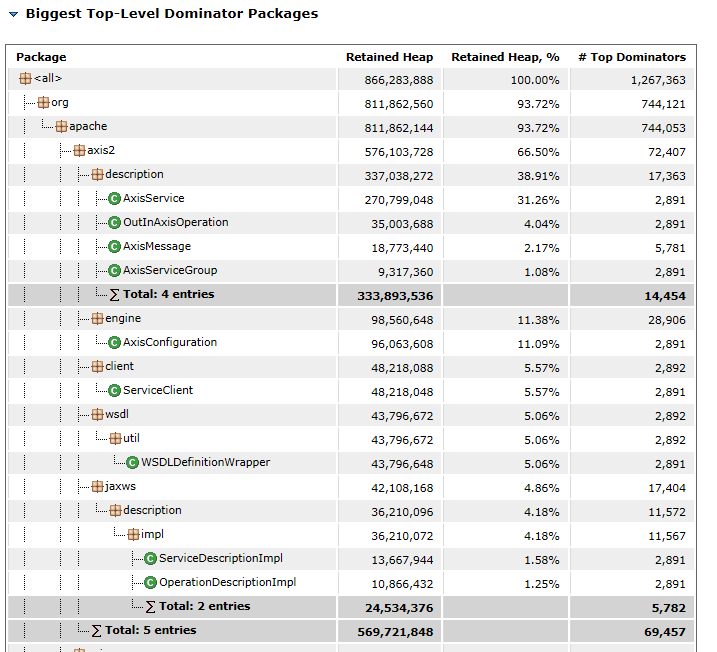 Biggest Top-Level Dominator Packages
Package Retained Heap Retained Heap, % # Top Dominators
<all> 866,283,888 100.00% 1,267,363
org 811,862,560 93.72% 744,121
apache 811,862,144 93.72% 744,053
axis2 576,103,728 66.50% 72,407
description 337,038,272 38.91% 17,363
C AxisService 270,799,048 31.26% 2,891
C OutInAxisOperation 35,003,688 4.04% 2,891
C AxisMessage 18,773,440 2.17% 5,781
C AxisServiceGroup 9,317,360 1.08% 2,891
∑ Total: 4 entries 333,893,536 14,454
engine 98,560,648 11.38% 28,906
C AxisConfiguration 96,063,608 11.09% 2,891
client 48,218,088 5.57% 2,892
C ServiceClient 48,218,048 5.57% 2,891
wsdl 43,796,672 5.06% 2,892
util 43,796,672 5.06% 2,892
C WSDLDefinitionWrapper 43,796,648 5.06% 2,891
jaxws 42,108,168 4.86% 17,404
description 36,210,096 4.18% 11,572
impl 36,210,072 4.18% 11,567
C ServiceDescriptionImpl 13,667,944 1.58% 2,891
C OperationDescriptionImpl 10,866,432 1.25% 2,891
∑ Total: 2 entries 24,534,376 5,782
∑ Total: 5 entries 569,721,848 69,457